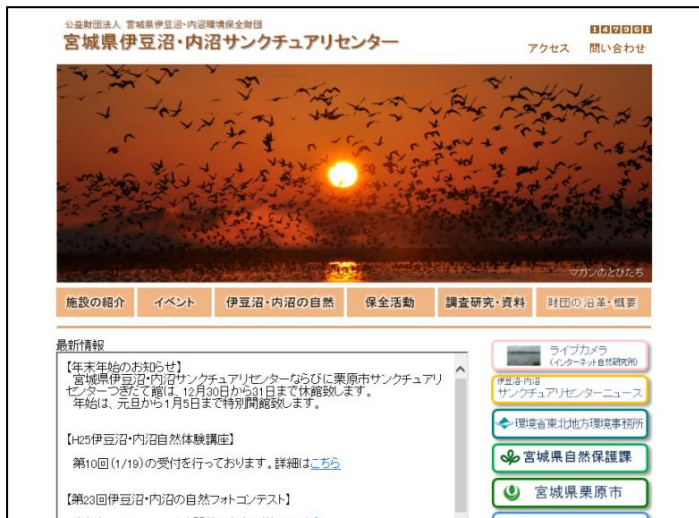 公益財団法人 宮城県伊豆沼・内沼環境保全財団
宮城県伊豆沼・内沼サンクチュアリセンター
147961
アクセス 問い合わせ
マガンのとびたち
施設の紹介 イベント 伊豆沼・内沼の自然 保全活動 調査研究・資料 財団の沿革・概要
最新情報
【年末年始のお知らせ】
宮城県伊豆沼・内沼サンクチュアリセンターならびに栗原市サンクチュアリ
センターつきだて館は、12月30日から31日まで休館致します。
年始は、元旦から1月5日まで特別開館致します。
【H25伊豆沼・内沼自然体験講座】
第10回(1/19)の受付を行っております。詳細はこちら
【第23回伊豆沼・内沼の自然フォトコンテスト】
ライブカメラ
(インターネット自然研究所)
伊豆沼・内沼
サンクチュアリセンターニュース
環境省東北地方環境事務所
宮城県自然保護課
宮城県栗原市